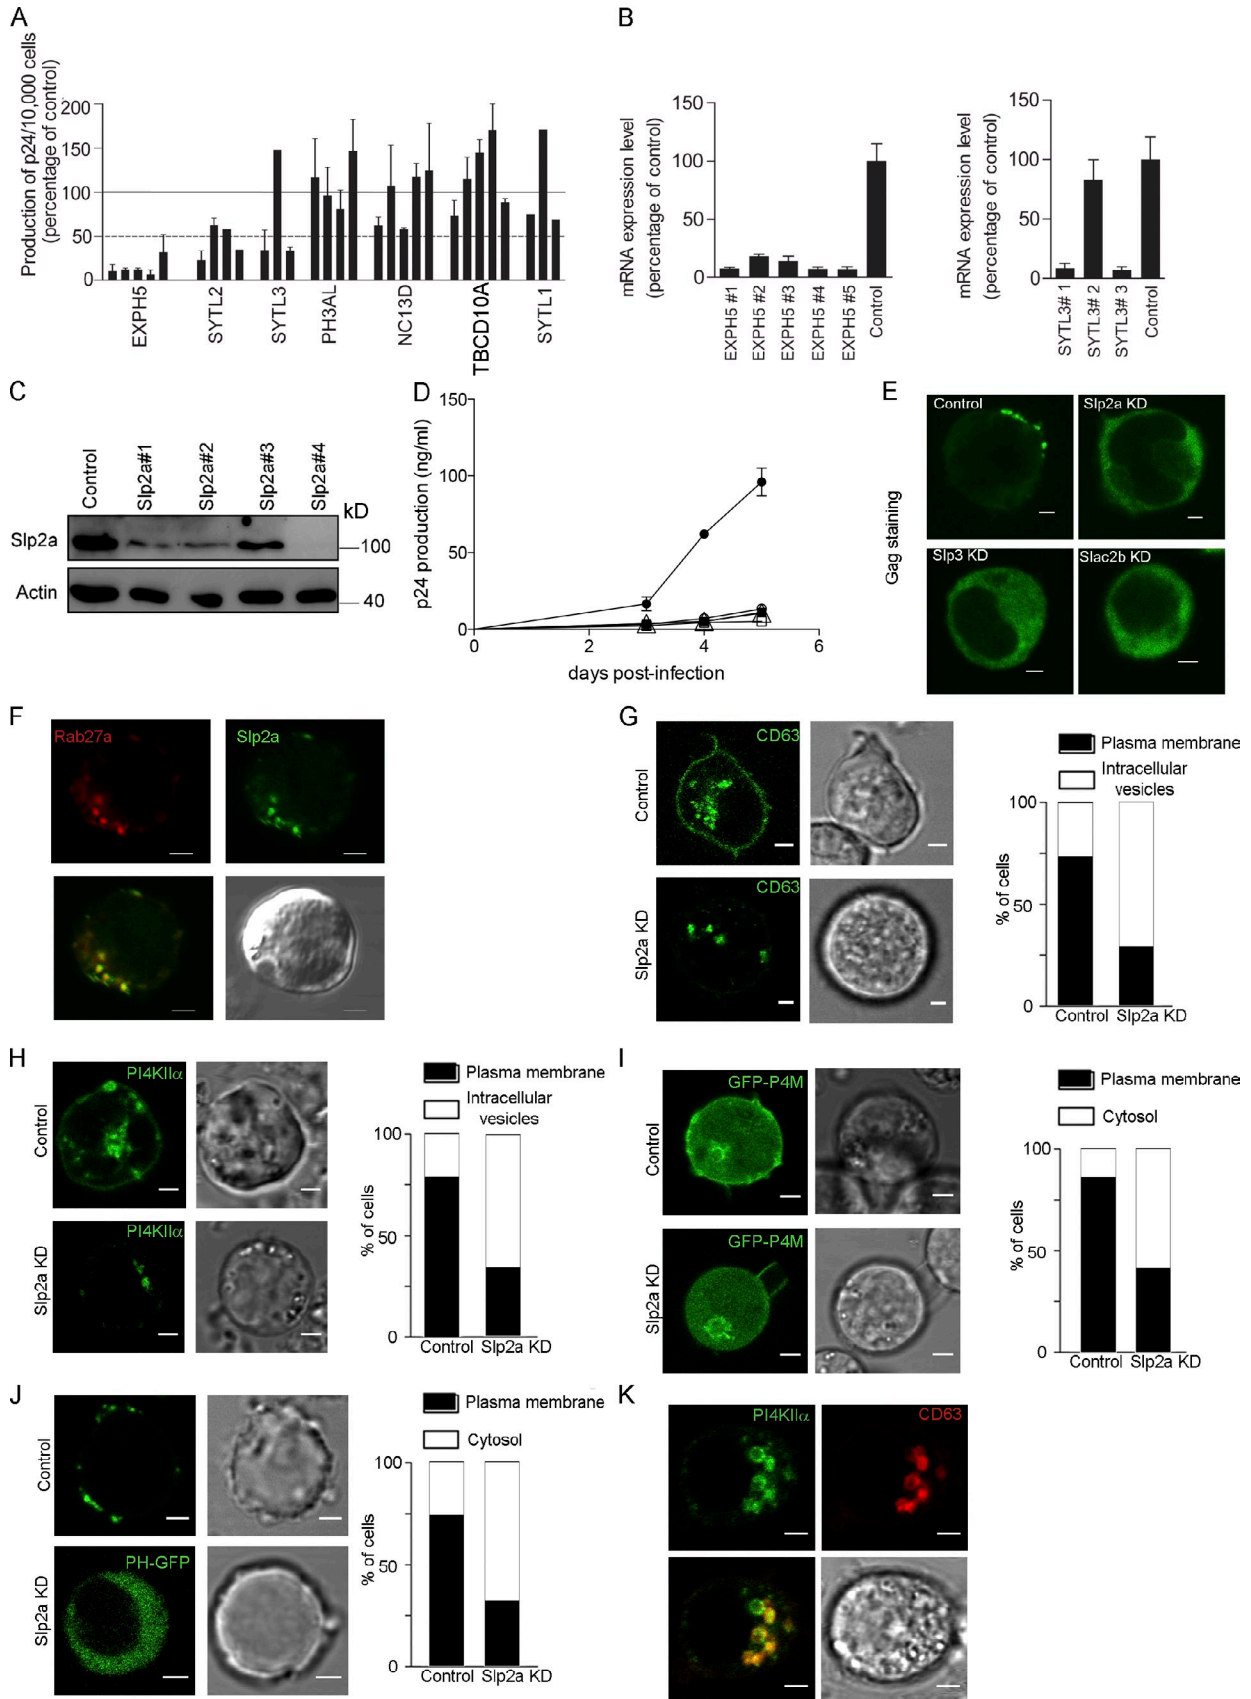 A
Production of p24/10,000 cells
(percentage of control)
200
150
100
50
0
EXPH5
SYTL2
SYTL3
PH3AL
NC13D
TBCD10A
SYTL1
B
mRNA expression level
(percentage of control)
150
100
50
0
EXPH5 #1
EXPH5 #2
EXPH5 #3
EXPH5 #4
EXPH5 #5
Control
mRNA expression level
(percentage of control)
150
100
50
0
SYTL3# 1
SYTL3# 2
SYTL3# 3
Control
C
Control
Slp2a#1
Slp2a#2
Slp2a#3
Slp2a#4
kD
Slp2a
100
Actin
40
D
p24 production (ng/ml)
150
100
50
0
0 2 4 6
days post-infection
E
Gag staining
Control
Slp2a KD
Slp3 KD
Slac2b KD
F
Rab27a
Slp2a
G
Control
CD63
Slp2a KD
CD63
Plasma membrane
Intracellular
vesicles
% of cells
100
50
0
Control Slp2a KD
H
Control
PI4KIIα
Slp2a KD
PI4KIIα
Plasma membrane
Intracellular
vesicles
% of cells
100
50
0
Control Slp2a KD
I
Control
GFP-P4M
Slp2a KD
GFP-P4M
Plasma membrane
Cytosol
% of cells
100
50
0
Control Slp2a KD
J
Control
Slp2a KD
PH-GFP
Plasma membrane
Cytosol
% of cells
100
50
0
Control Slp2a KD
K
PI4KIIα
CD63